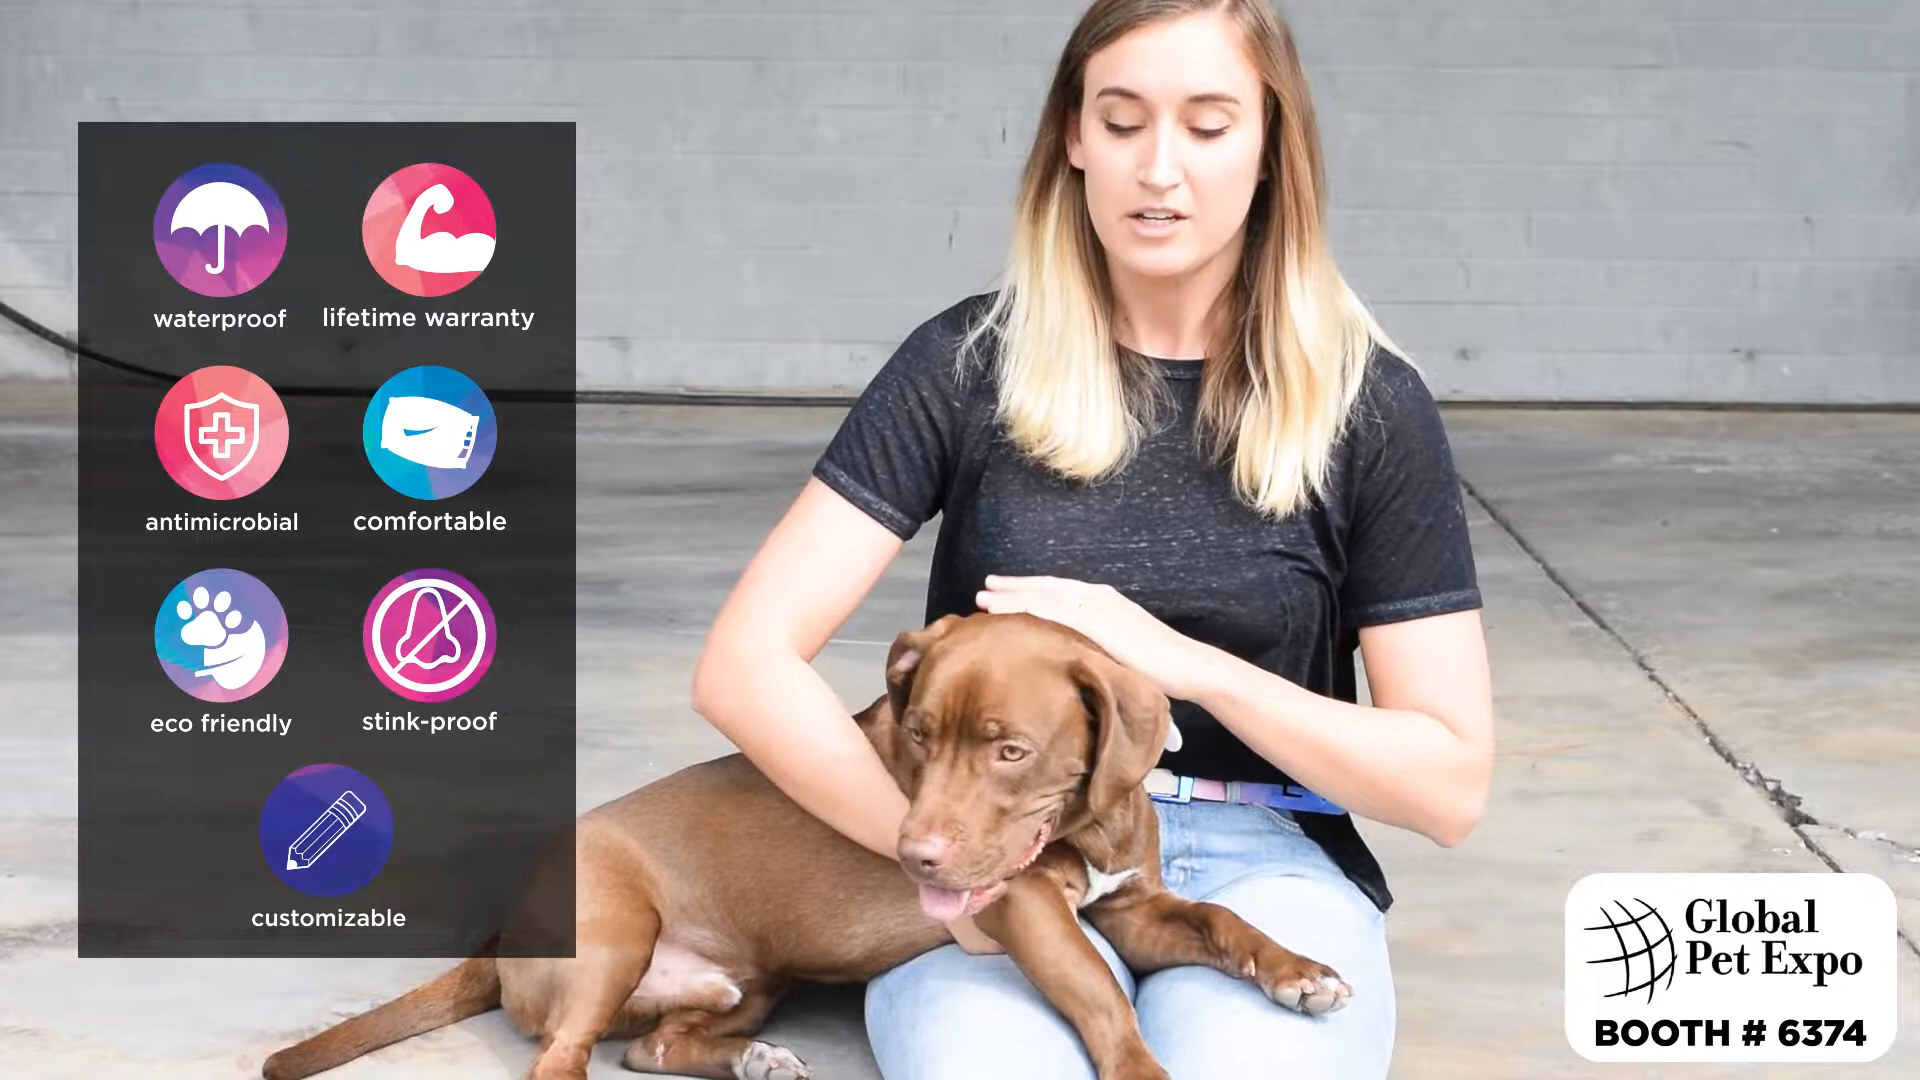 waterproof
lifetime warranty
antimicrobial
comfortable
eco friendly
stink-proof
customizable
Global
Pet Expo
BOOTH # 6374